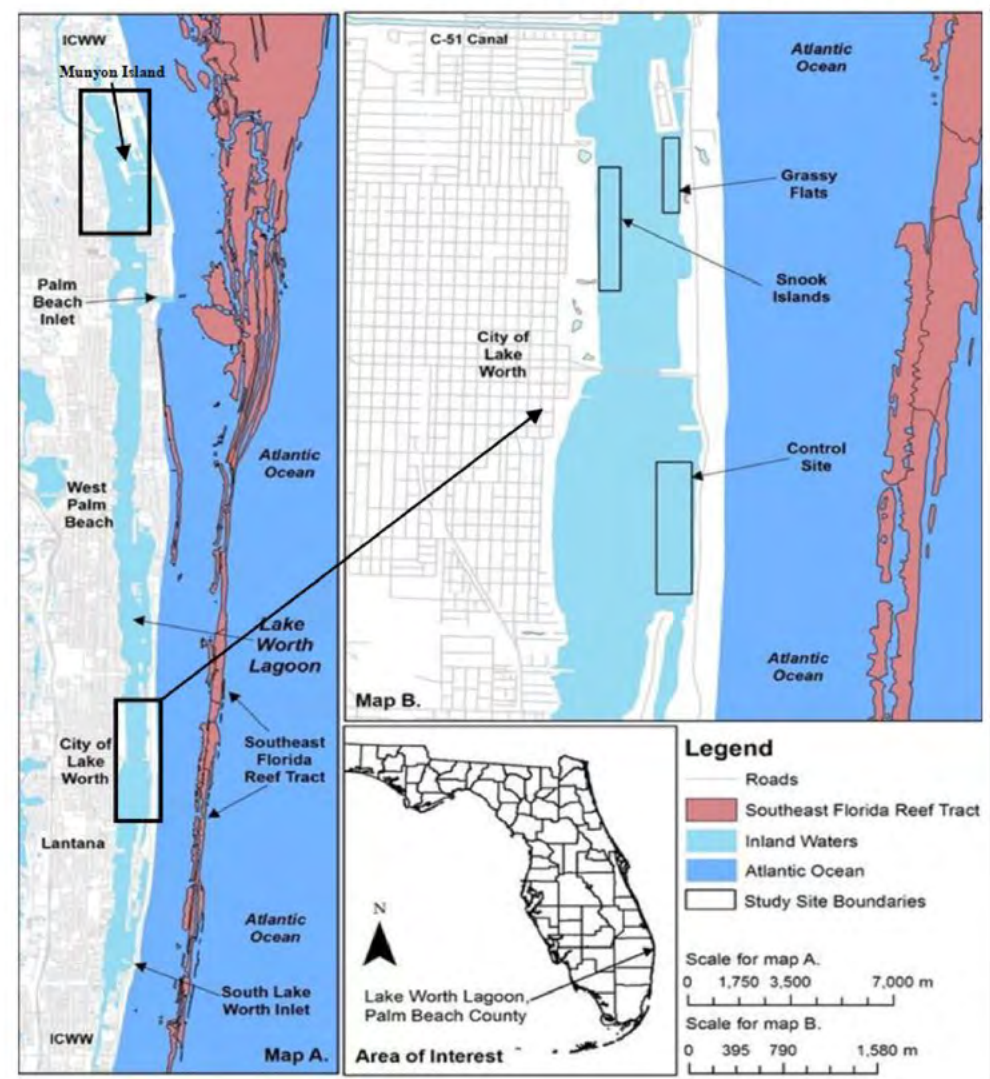 ICWW
Munyon Island
Palm
Beach
Inlet
Atlantic
Ocean
West
Palm
Beach
Lake
Worth
Lagoon
City of
Lake
Worth
Southeast
Florida
Reef Tract
Lantana
Atlantic
Ocean
South Lake
Worth Inlet
ICWW
Map A.
C-51 Canal
Atlantic
Ocean
Grassy
Flats
Snook
Islands
City of
Lake
Worth
Control
Site
Atlantic
Ocean
Map B.
N
Lake Worth Lagoon,
Palm Beach County
Area of Interest
Legend
Roads
Southeast Florida Reef Tract
Inland Waters
Atlantic Ocean
Study Site Boundaries
Scale for map A.
0 1,750 3,500 7,000 m
Scale for map B.
0 395 790 1,580 m